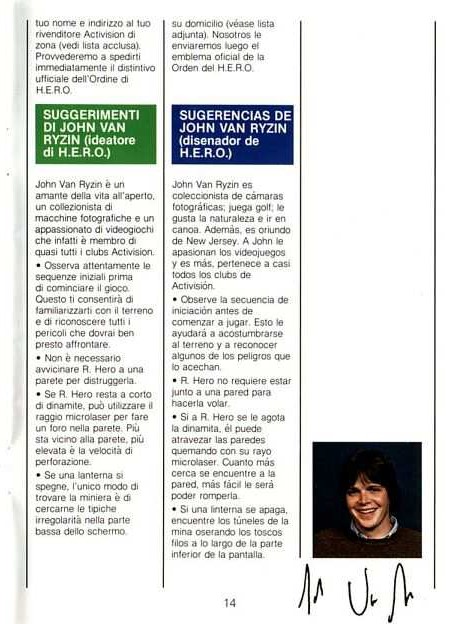 tuo nome e indirizzo al tuo
rivenditore Activision di
zona (vedi lista acclusa).
Provvederemo a spedirti
immediatamente il distintivo
ufficiale dell'Ordine di
H.E.R.O.
SUGGERIMENTI
DI JOHN VAN
RYZIN (ideatore
di H.E.R.O.)
John Van Ryzin è un
amante della vita all'aperto,
un collezionista di
macchine fotografiche e un
appassionato di videogiochi
che infatti è membro di
quasi tutti i clubs Activision.
• Osserva attentamente le
sequenze iniziali prima
di cominciare il gioco.
Questo ti consentirà di
familiarizzarti con il terreno
e di riconoscere tutti i
pericoli che dovrai ben
presto affrontare.
• Non è necessario
avvicinare R. Hero a una
parete per distruggerla.
• Se R. Hero resta a corto
di dinamite, può utilizzare il
raggio microlaser per fare
un foro nella parete. Più
sta vicino alla parete, più
elevata è la velocità di
perforazione.
• Se una lanterna si
spegne, l'unico modo di
trovare la miniera è di
cercarne le tipiche
irregolarità nella parte
bassa dello schermo.
su domicilio (véase lista
adjunta). Nosotros le
enviaremos luego el
emblema oficial de la
Orden del H.E.R.O.
SUGERENCIAS DE
JOHN VAN RYZIN
(disenador de
H.E.R.O.)
John Van Ryzin es
coleccionista de cámaras
fotográficas; juega golf; le
gusta la naturaleza e ir en
canoa. Además, es oriundo
de New Jersey. A John le
apasionan los videojuegos
y es más, pertenece a casi
todos los clubs de
Activisión.
• Observe la secuencia de
iniciación antes de
comenzar a jugar. Esto le
ayudará a acostumbrarse
al terreno y a reconocer
algunos de los peligros que
lo acechan.
• R. Hero no requiere estar
junto a una pared para
hacerla volar.
• Si a R. Hero se le agota
la dinamita, él puede
atravezar las paredes
quemando con su rayo
microlaser. Cuanto más
cerca se encuentre a la
pared, más fácil le será
poder romperla.
• Si una linterna se apaga,
encuentre los túneles de la
mina oserando los toscos
filos a lo largo de la parte
inferior de la pantalla.
14